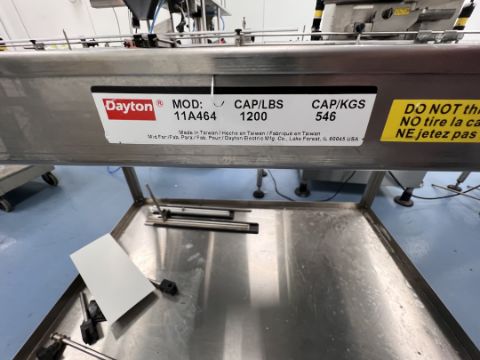 Dayton® MOD: CAP/LBS CAP/KGS
11A464 1200 546
Made in Taiwan / Hecho en Taiwan / Fabriqué en Taiwan
Mfd. For/Fab. Para/Fab. Pour/Dayton Electric Mfg. Co., Lake Forest, IL 60045 USA
DO NOT th
NO tire la ca
NE jetez pas